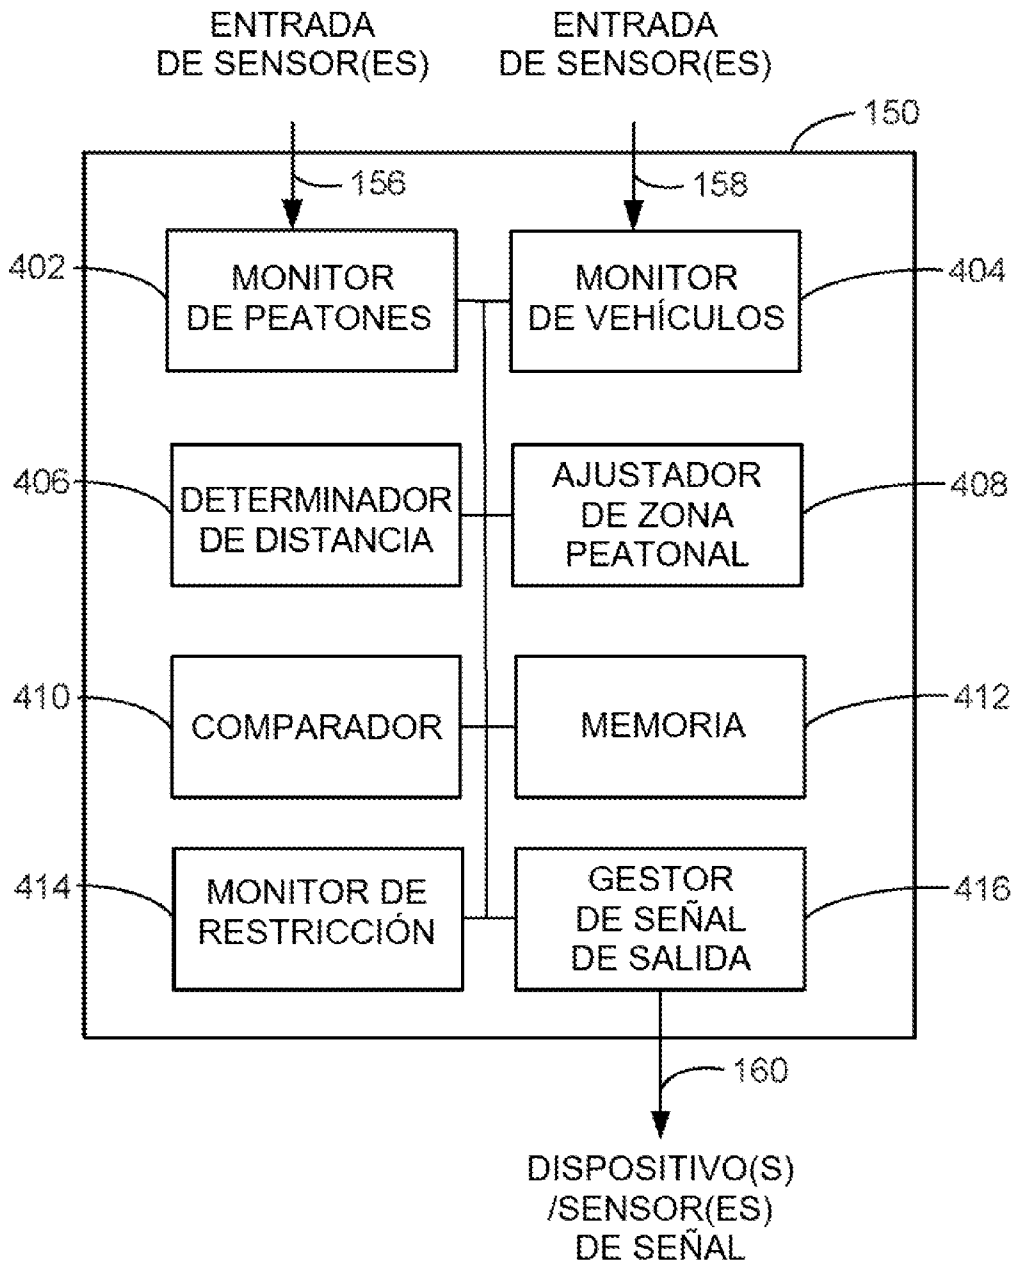 ENTRADA
DE SENSOR(ES)
ENTRADA
DE SENSOR(ES)
150
156
158
402
MONITOR
DE PEATONES
MONITOR
DE VEHÍCULOS
404
406
DETERMINADOR
DE DISTANCIA
AJUSTADOR
DE ZONA
PEATONAL
408
410
COMPARADOR
MEMORIA
412
414
MONITOR DE
RESTRICCIÓN
GESTOR
DE SEÑAL
DE SALIDA
416
160
DISPOSITIVO(S)
/SENSOR(ES)
DE SEÑAL